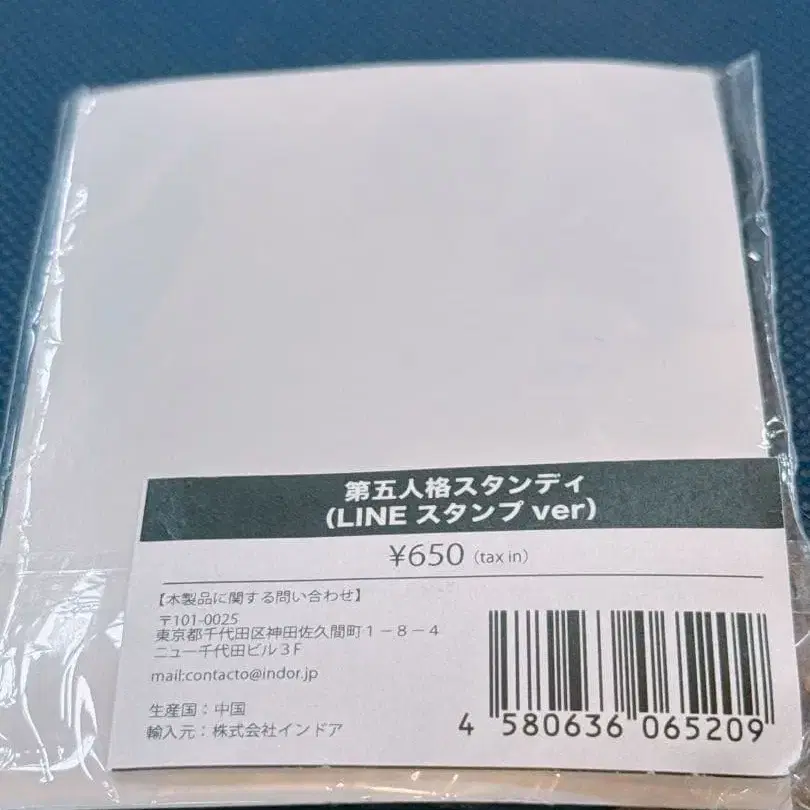 第五人格スタンディ
(LINE スタンプ ver)
¥650 (tax in)
【本製品に関する問い合わせ】
〒101-0025
東京都千代田区神田佐久間町１－８－４
ニュー千代田ビル３F
mail:contacto@indor.jp
生産国：中国
輸入元：株式会社インドア
4 580636 065209